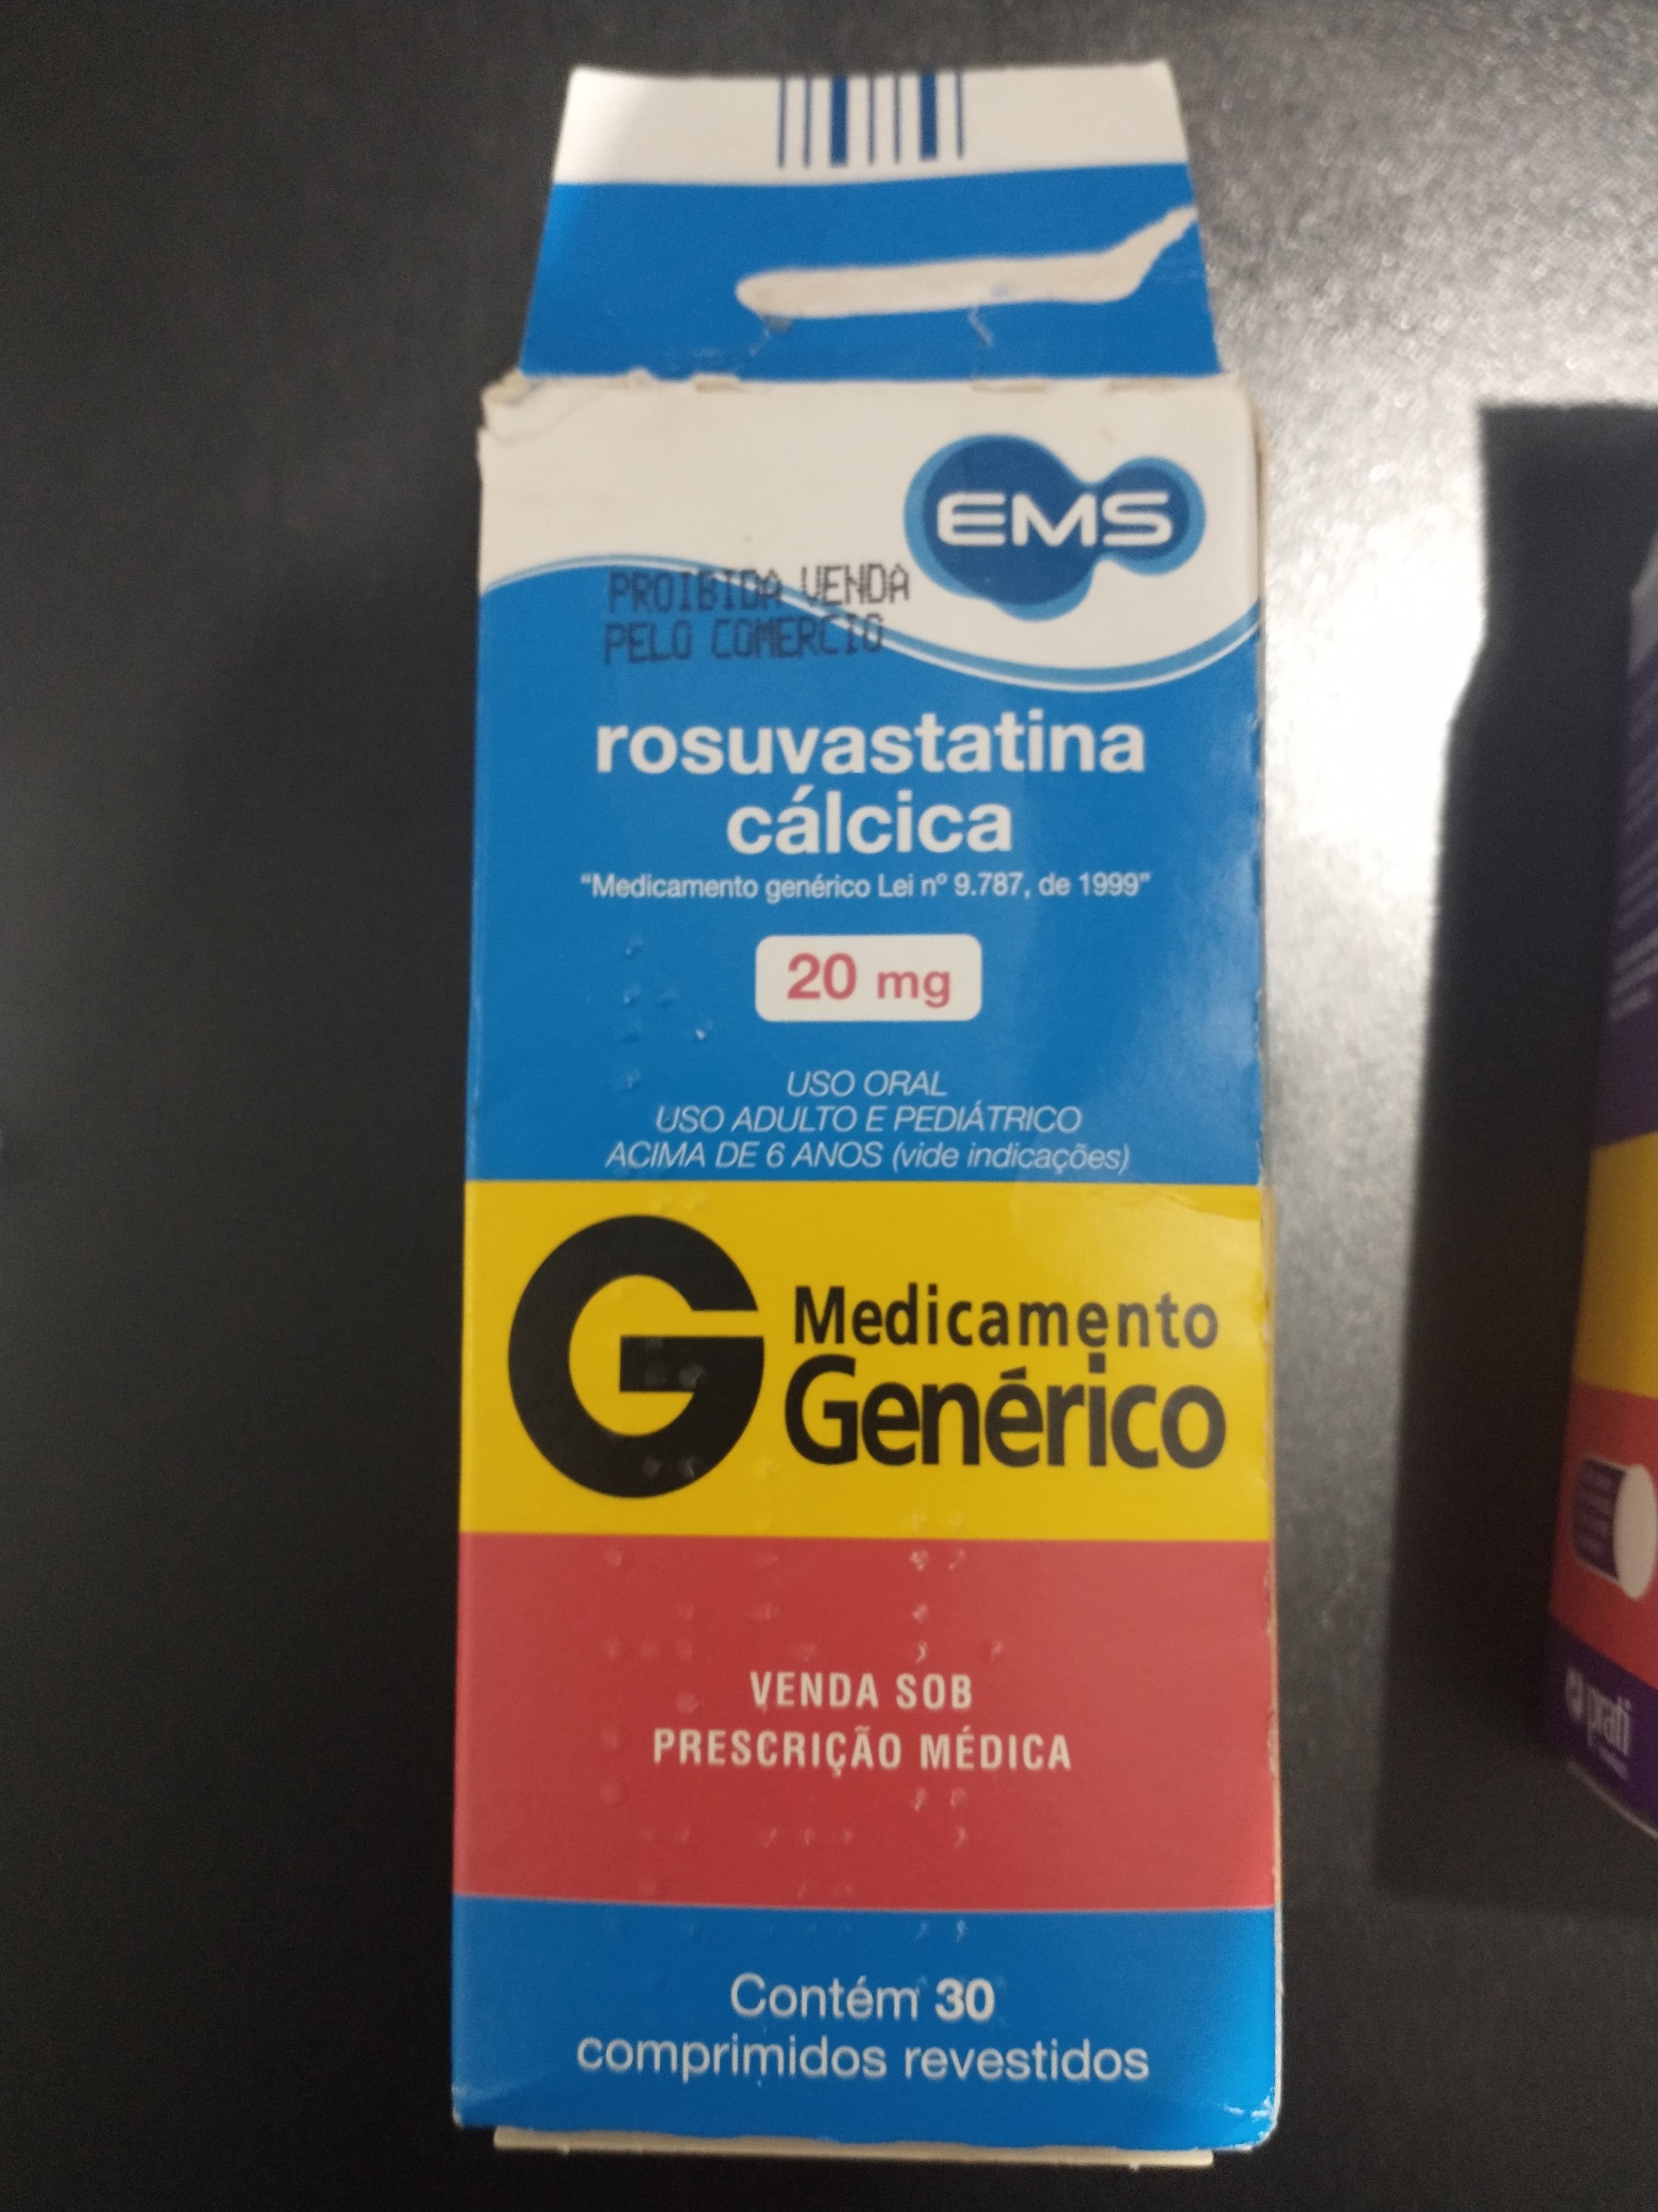 EMS
PROIBIDA VENDA
PELO COMERCIO
rosuvastatina
cálcica
“Medicamento genérico Lei nº 9.787, de 1999”
20 mg
USO ORAL
USO ADULTO E PEDIÁTRICO
ACIMA DE 6 ANOS (vide indicações)
G Medicamento
Genérico
VENDA SOB
PRESCRIÇÃO MÉDICA
Contém 30
comprimidos revestidos
prati